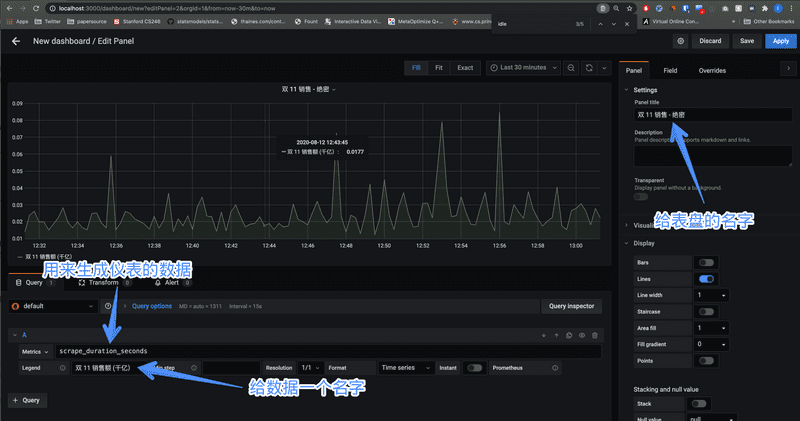 localhost:3000/dashboard/new?editPanel=2&orgId=1&from=now-30m&to=now
Apps
Twitter
papersource
Stanford CS246
statsmodels/stats
thaines.com/conte
Fount
Interactive Data Vi
MetaOptimize Q+
www.cs.prin
idle
3/5
Virtual Online Con
Other Bookmarks
New dashboard / Edit Panel
Discard
Save
Apply
Fill
Fit
Exact
Last 30 minutes
双 11 销售 - 绝密
0.09
0.08
0.07
0.06
0.05
0.04
0.03
0.02
0.01
2020-08-12 12:43:45
双 11 销售额 (千亿) : 0.0177
12:32
12:34
12:36
12:38
12:40
12:42
12:44
12:46
12:48
12:50
12:52
12:54
12:56
12:58
13:00
双 11 销售额 (千亿)
用来生成仪表的数据
Query 1
Transform 0
Alert 0
default
Query options
MD = auto = 1311
Interval = 15s
Query inspector
A
Metrics
scrape_duration_seconds
Legend
双 11 销售额 (千亿)
step
Resolution
1/1
Format
Time series
Instant
Prometheus
给数据一个名字
+ Query
Panel
Field
Overrides
Settings
Panel title
双 11 销售 - 绝密
Description
Panel supports markdown and links.
Transparent
Display panel without a background.
给表盘的名字
Display
Bars
Lines
Line width
1
Staircase
Area fill
1
Fill gradient
0
Points
Stacking and null value
Stack
Null value
null